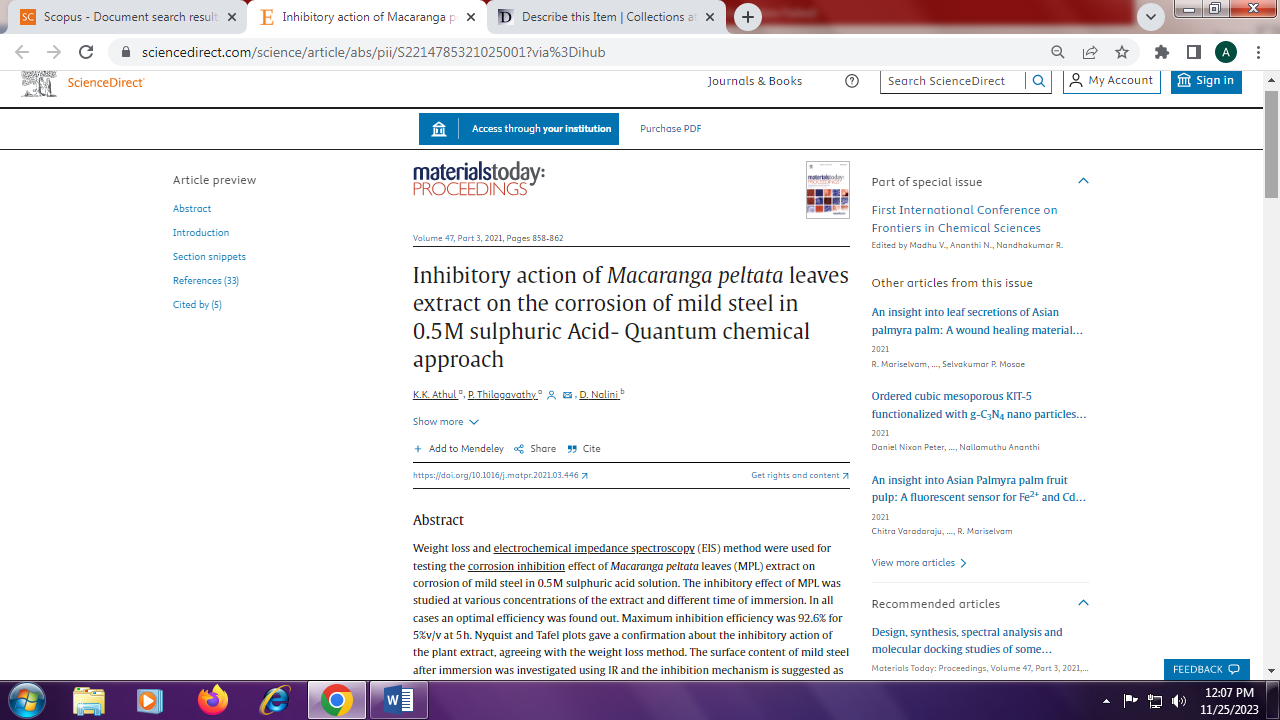 Scopus - Document search result
Inhibitory action of Macaranga p
Describe this Item | Collections a
sciencedirect.com/science/article/abs/pii/S2214785321025001?via%3Dihub
A
ScienceDirect
Journals & Books
Search ScienceDirect
My Account
Sign in
Access through your institution
Purchase PDF
Article preview
Abstract
Introduction
Section snippets
References (33)
Cited by (5)
materialstoday:
PROCEEDINGS
Volume 47, Part 3, 2021, Pages 858-862
Inhibitory action of Macaranga peltata leaves
extract on the corrosion of mild steel in
0.5 M sulphuric Acid- Quantum chemical
approach
K.K. Athul a, P. Thilagavathy a, D. Nalini b
Show more
Add to Mendeley Share Cite
https://doi.org/10.1016/j.matpr.2021.03.446
Get rights and content
Abstract
Weight loss and electrochemical impedance spectroscopy (EIS) method were used for
testing the corrosion inhibition effect of Macaranga peltata leaves (MPL) extract on
corrosion of mild steel in 0.5 M sulphuric acid solution. The inhibitory effect of MPL was
studied at various concentrations of the extract and different time of immersion. In all
cases an optimal efficiency was found out. Maximum inhibition efficiency was 92.6% for
5%v/v at 5 h. Nyquist and Tafel plots gave a confirmation about the inhibitory action of
the plant extract, agreeing with the weight loss method. The surface content of mild steel
after immersion was investigated using IR and the inhibition mechanism is suggested as
Part of special issue
First International Conference on
Frontiers in Chemical Sciences
Edited by Madhu V., Ananthi N., Nandhakumar R.
Other articles from this issue
An insight into leaf secretions of Asian
palmyra palm: A wound healing material…
2021
R. Mariselvam, …, Selvakumar P. Mosae
Ordered cubic mesoporous KIT-5
functionalized with g-C3N4 nano particles…
2021
Daniel Nixon Peter, …, Nallamuthu Ananthi
An insight into Asian Palmyra palm fruit
pulp: A fluorescent sensor for Fe2+ and Cd…
2021
Chitra Varadaraju, …, R. Mariselvam
View more articles
Recommended articles
Design, synthesis, spectral analysis and
molecular docking studies of some…
Materials Today: Proceedings, Volume 47, Part 3, 2021,…
FEEDBACK
12:07 PM
11/25/2023